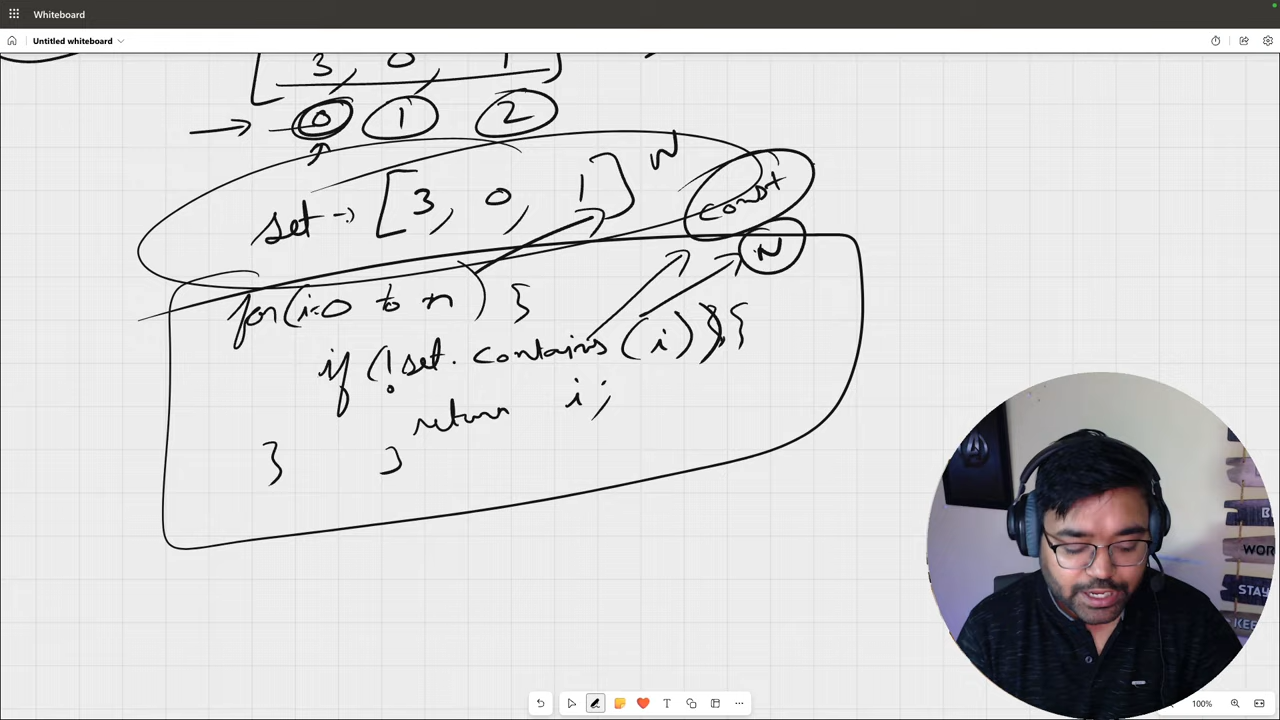 Whiteboard
Untitled whiteboard
[3, 0, 1]
0 1 2
set → [3, 0, 1] N
const
N
for(i=0 to n) {
if (!set.contains(i)) {
return i;
}
}
STAY
100%